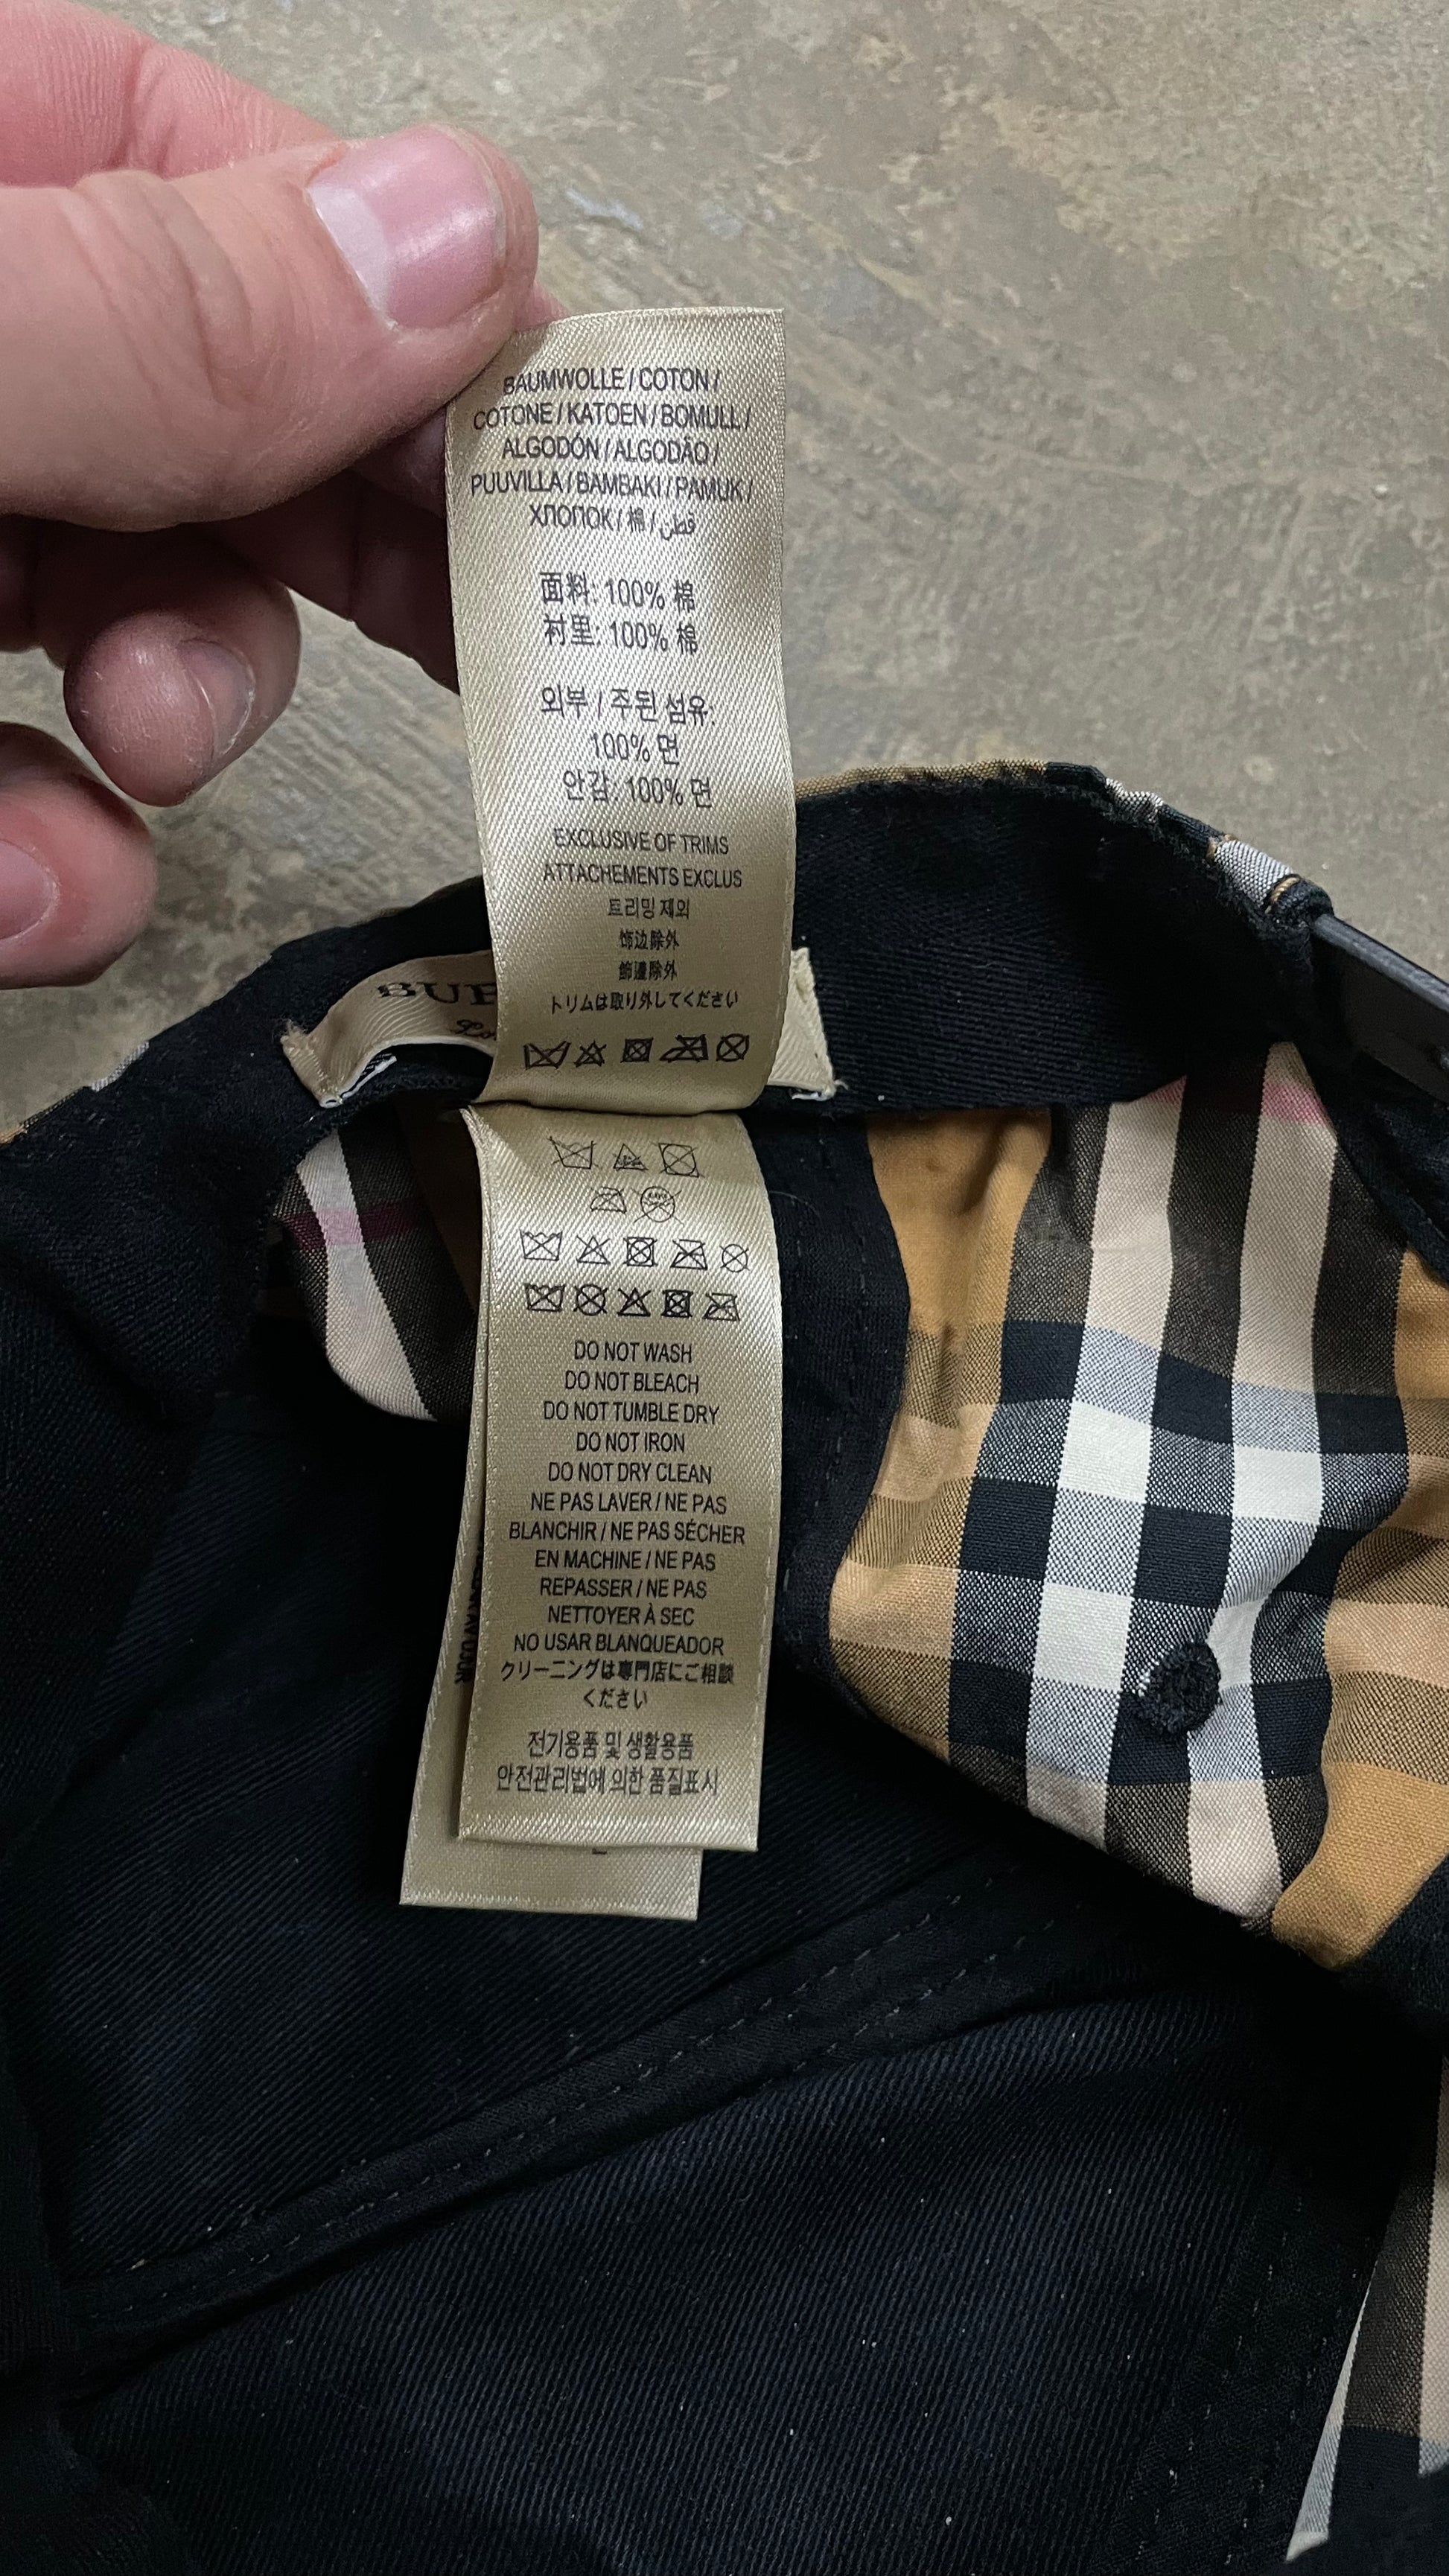 BAUMWOLLE / COTON /
COTONE / KATOEN / BOMULL /
ALGODÓN / ALGODÃO /
PUUVILLA / BAMBAKI / PAMUK /
ХЛОПОК / 棉 / قطن
面料: 100% 棉
衬里: 100% 棉
외부 / 주된 섬유:
100% 면
안감: 100% 면
EXCLUSIVE OF TRIMS
ATTACHEMENTS EXCLUS
트리밍 제외
饰边除外
飾邊除外
トリムは取り外してください
DO NOT WASH
DO NOT BLEACH
DO NOT TUMBLE DRY
DO NOT IRON
DO NOT DRY CLEAN
NE PAS LAVER / NE PAS
BLANCHIR / NE PAS SÉCHER
EN MACHINE / NE PAS
REPASSER / NE PAS
NETTOYER À SEC
NO USAR BLANQUEADOR
クリーニングは専門店にご相談
ください
전기용품 및 생활용품
안전관리법에 의한 품질표시